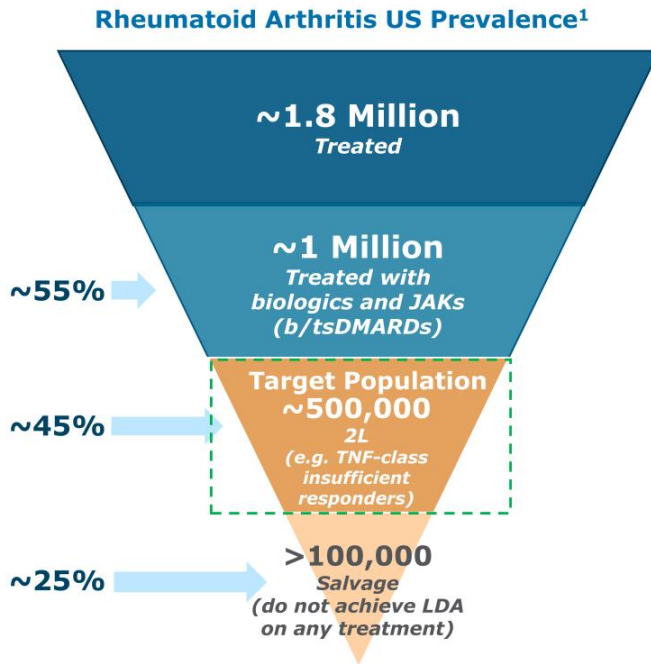 Rheumatoid Arthritis US Prevalence¹
~1.8 Million
Treated
~55%
~1 Million
Treated with
biologics and JAKs
(b/tsDMARDs)
~45%
Target Population
~500,000
2L
(e.g. TNF-class
insufficient
responders)
~25%
>100,000
Salvage
(do not achieve LDA
on any treatment)